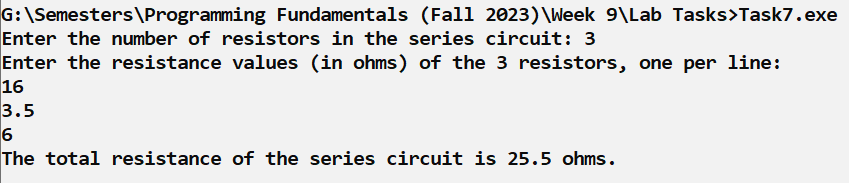 G:\Semesters\Programming Fundamentals (Fall 2023)\Week 9\Lab Tasks>Task7.exe
Enter the number of resistors in the series circuit: 3
Enter the resistance values (in ohms) of the 3 resistors, one per line:
16
3.5
6
The total resistance of the series circuit is 25.5 ohms.